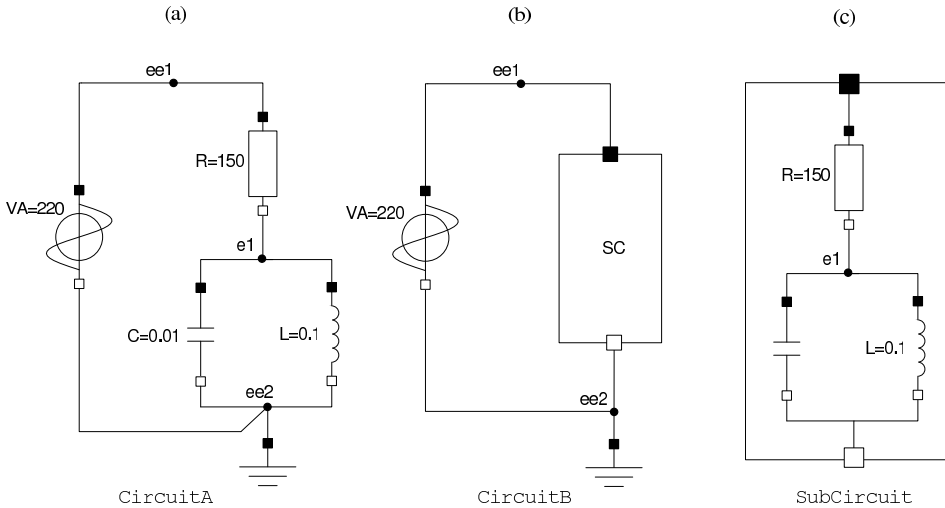 (a)
ee1
R=150
VA=220
e1
C=0.01
L=0.1
ee2
CircuitA
(b)
ee1
VA=220
SC
ee2
CircuitB
(c)
R=150
e1
L=0.1
SubCircuit